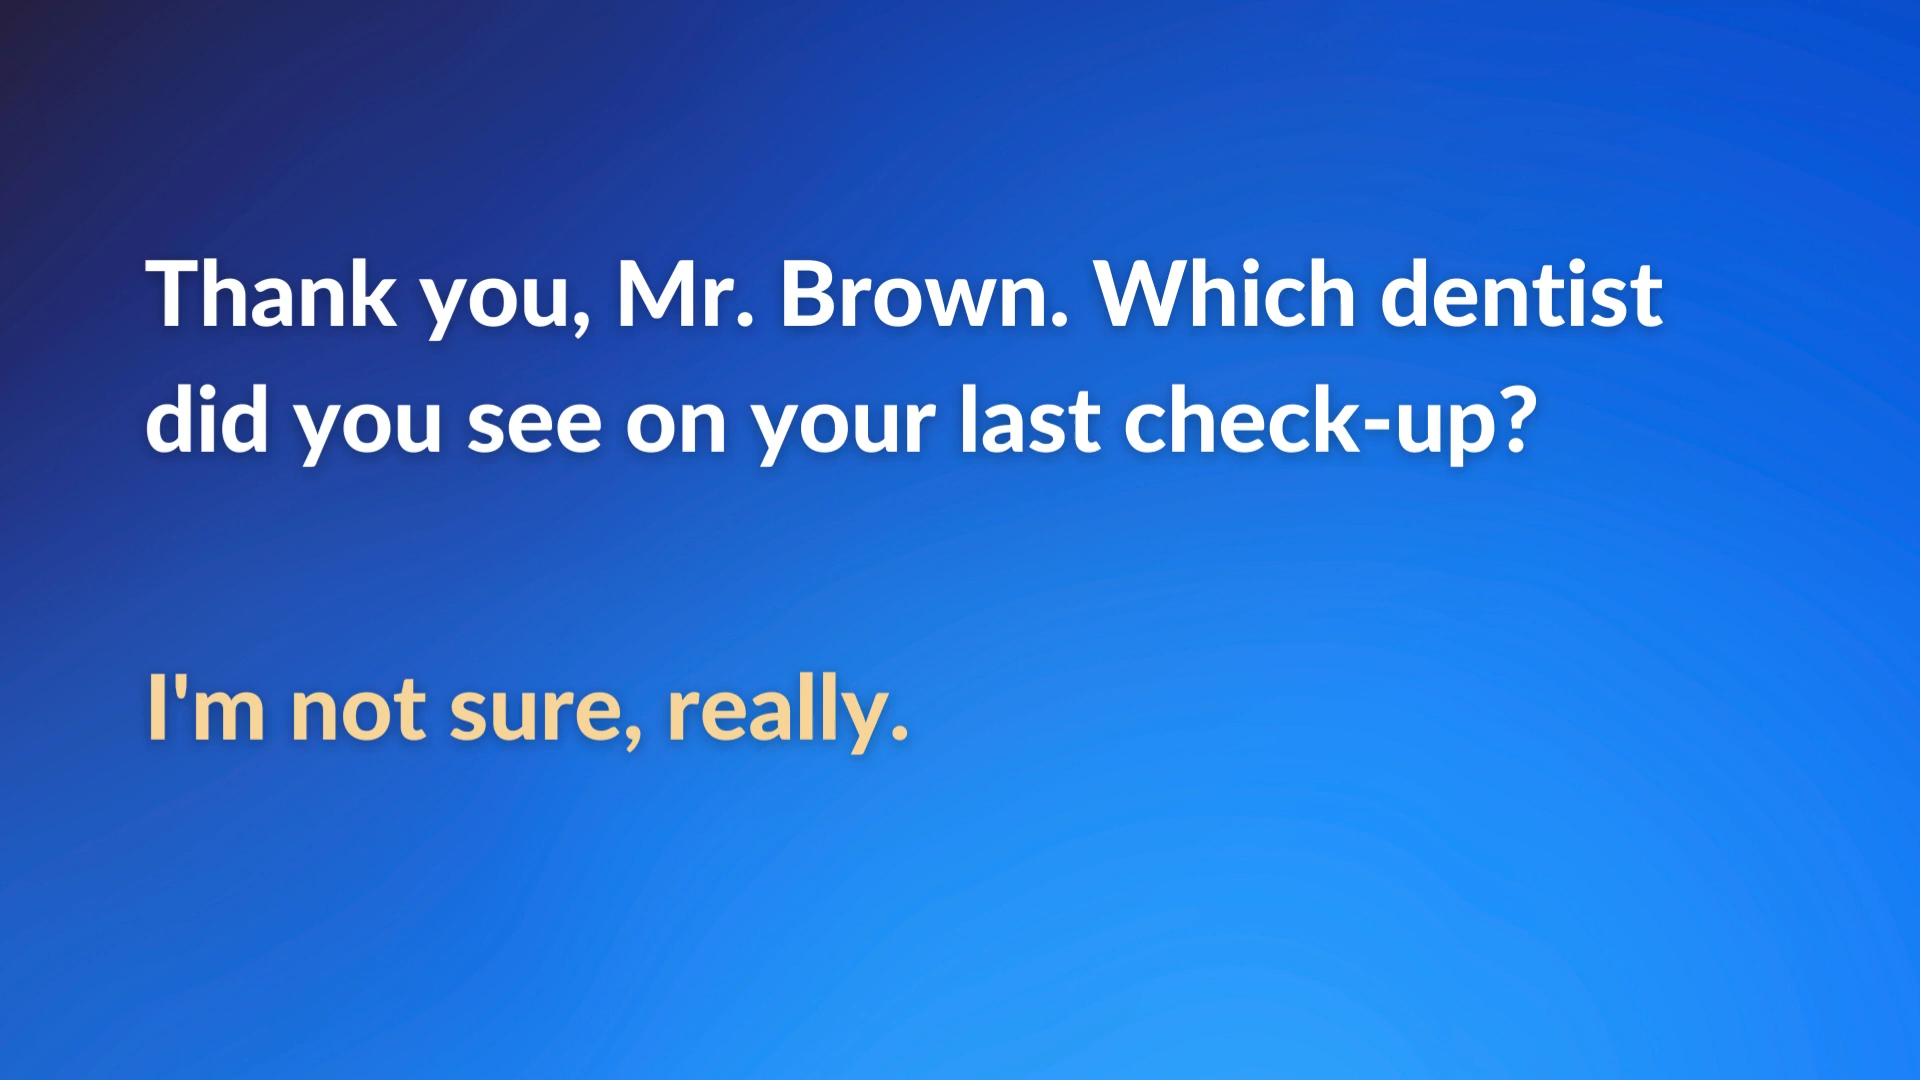 Thank you, Mr. Brown. Which dentist
did you see on your last check-up?
I'm not sure, really.